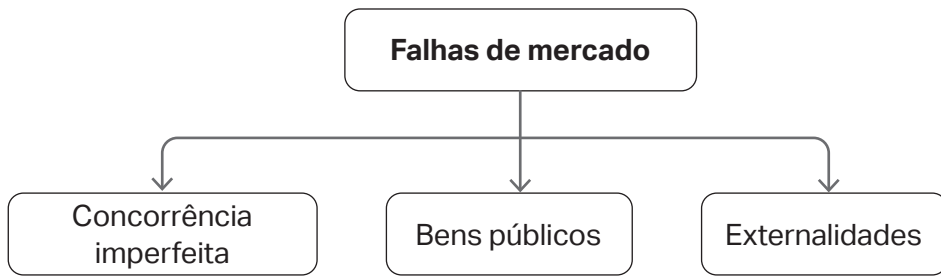 Falhas de mercado
Concorrência
imperfeita
Bens públicos
Externalidades